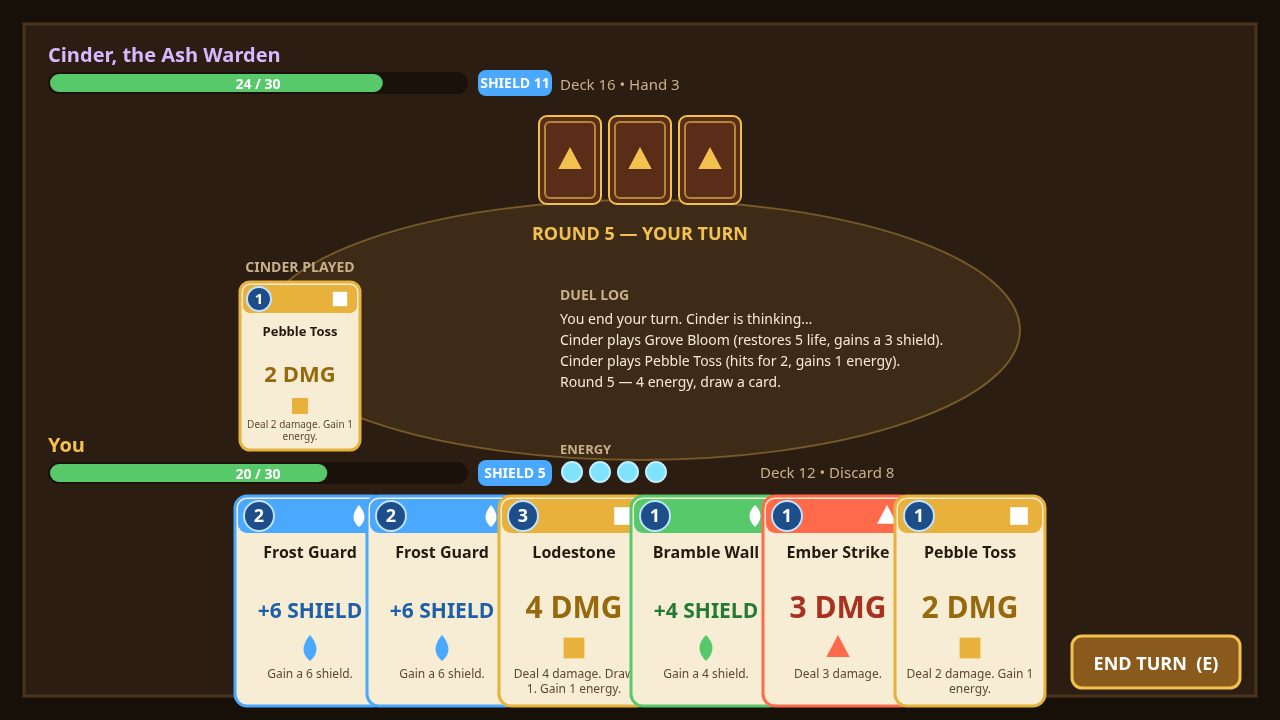 Cinder, the Ash Warden
24 / 30
SHIELD 11
Deck 16 • Hand 3
ROUND 5 — YOUR TURN
CINDER PLAYED
1
Pebble Toss
2 DMG
Deal 2 damage. Gain 1
energy.
DUEL LOG
You end your turn. Cinder is thinking...
Cinder plays Grove Bloom (restores 5 life, gains a 3 shield).
Cinder plays Pebble Toss (hits for 2, gains 1 energy).
Round 5 — 4 energy, draw a card.
You
20 / 30
SHIELD 5
ENERGY
Deck 12 • Discard 8
2
Frost Guard
+6 SHIELD
Gain a 6 shield.
2
Frost Guard
+6 SHIELD
Gain a 6 shield.
3
Lodestone
4 DMG
Deal 4 damage. Draw
1. Gain 1 energy.
1
Bramble Wall
+4 SHIELD
Gain a 4 shield.
1
Ember Strike
3 DMG
Deal 3 damage.
1
Pebble Toss
2 DMG
Deal 2 damage. Gain 1
energy.
END TURN (E)